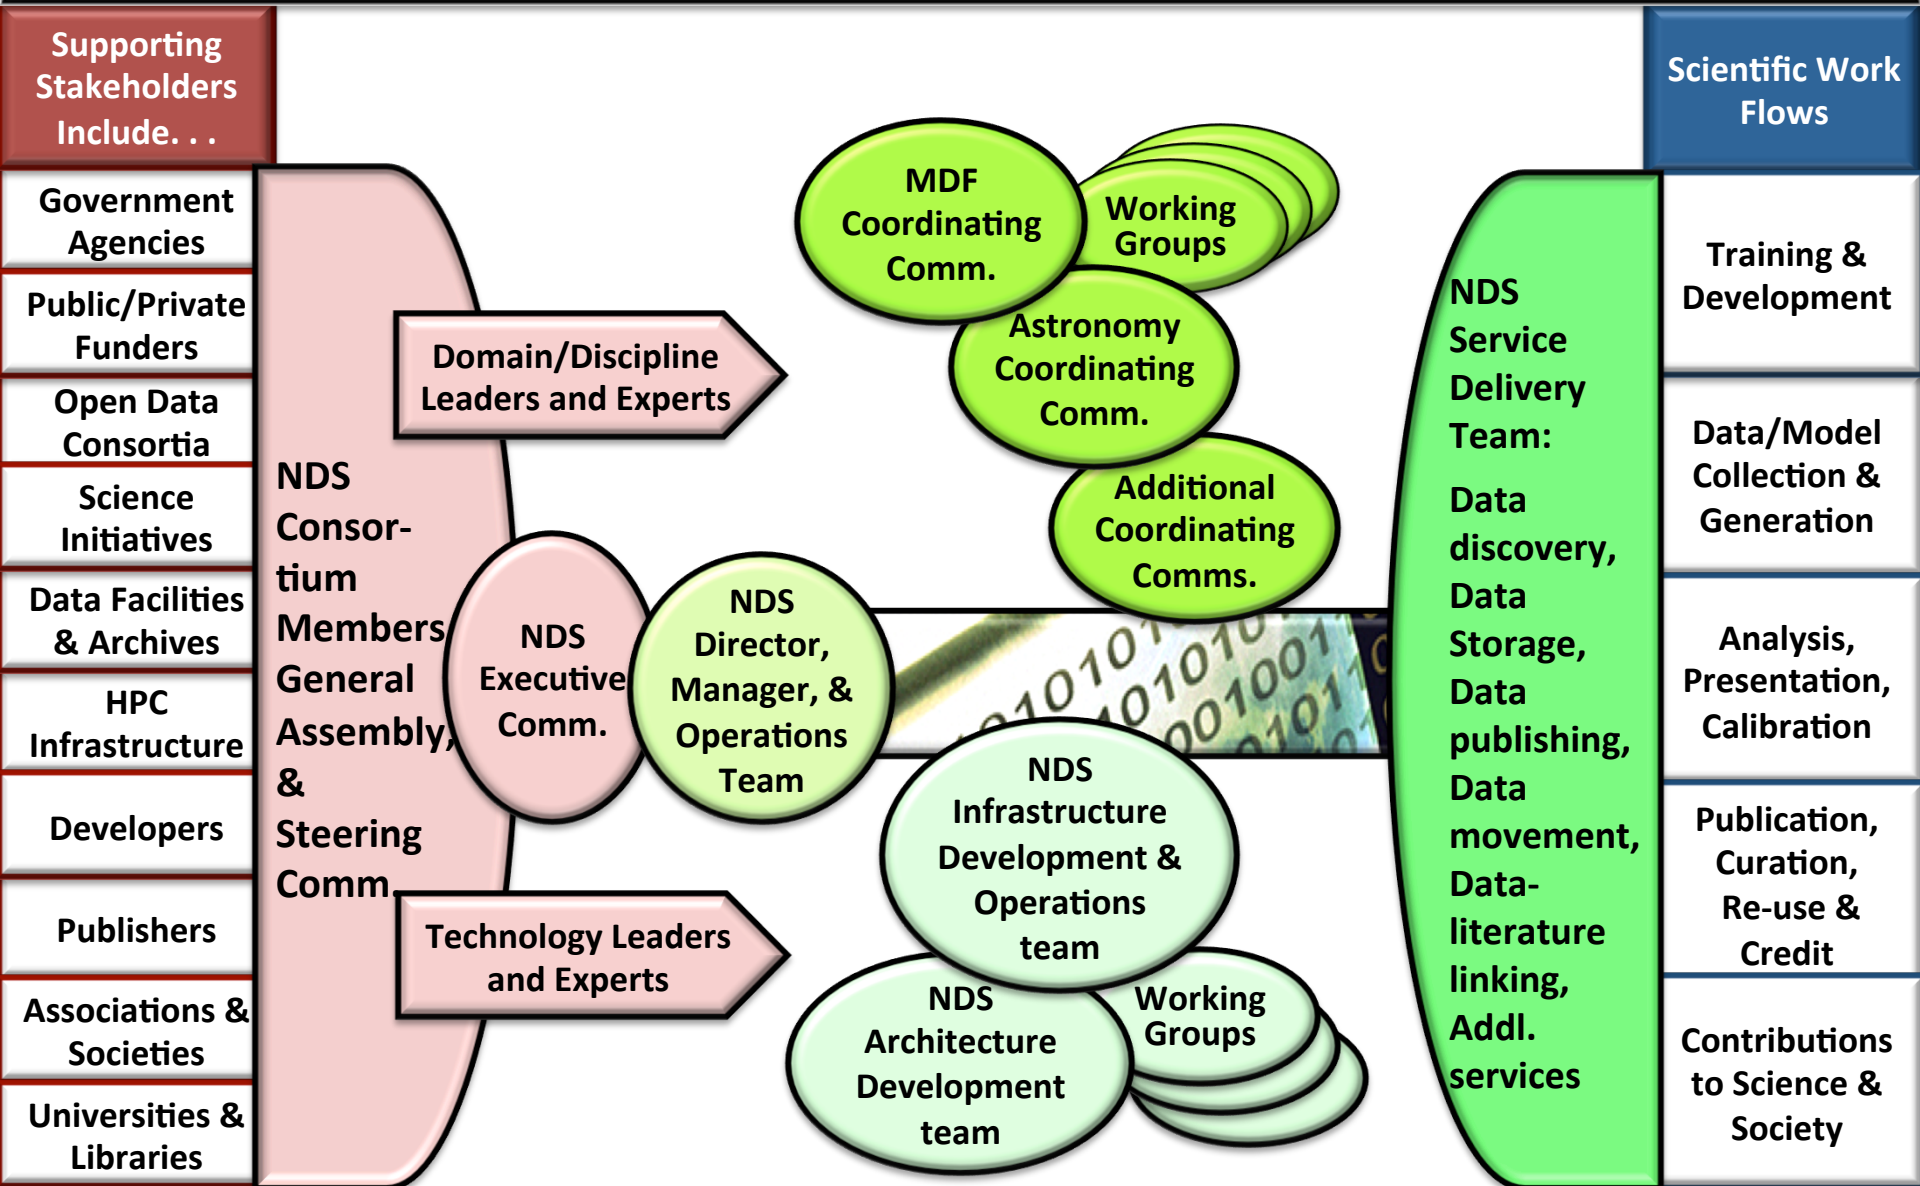 Supporting
Stakeholders
Include. . .
Government
Agencies
Public/Private
Funders
Open Data
Consortia
Science
Initiatives
Data Facilities
& Archives
HPC
Infrastructure
Developers
Publishers
Associations &
Societies
Universities &
Libraries
NDS
Consor-
tium
Members
General
Assembly,
&
Steering
Comm.
Domain/Discipline
Leaders and Experts
NDS
Executive
Comm.
Technology Leaders
and Experts
NDS
Director,
Manager, &
Operations
Team
MDF
Coordinating
Comm.
Working
Groups
Astronomy
Coordinating
Comm.
Additional
Coordinating
Comms.
NDS
Infrastructure
Development &
Operations
team
NDS
Architecture
Development
team
Working
Groups
NDS
Service
Delivery
Team:
Data
discovery,
Data
Storage,
Data
publishing,
Data
movement,
Data-
literature
linking,
Addl.
services
Scientific Work
Flows
Training &
Development
Data/Model
Collection &
Generation
Analysis,
Presentation,
Calibration
Publication,
Curation,
Re-use &
Credit
Contributions
to Science &
Society